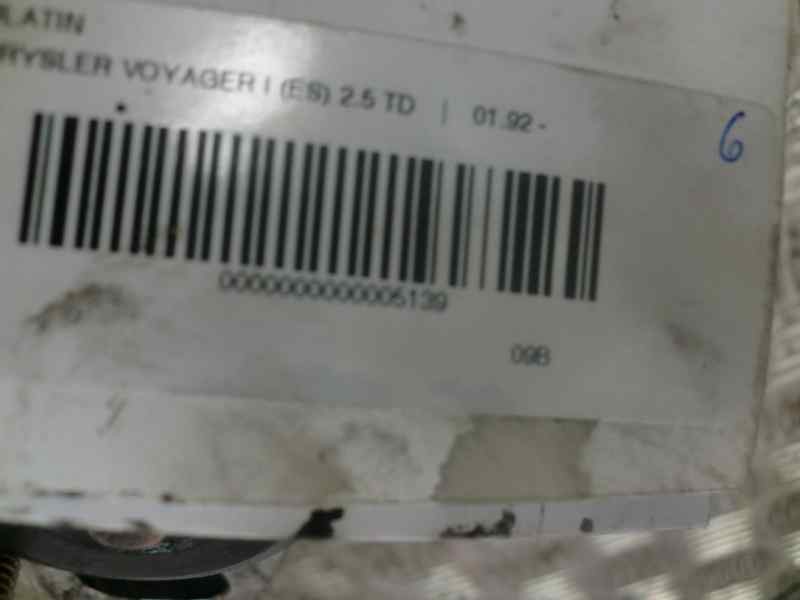 LATIN
RYSLER VOYAGER I (ES) 2.5 TD | 01.92 -
6
0000000000005139
09B